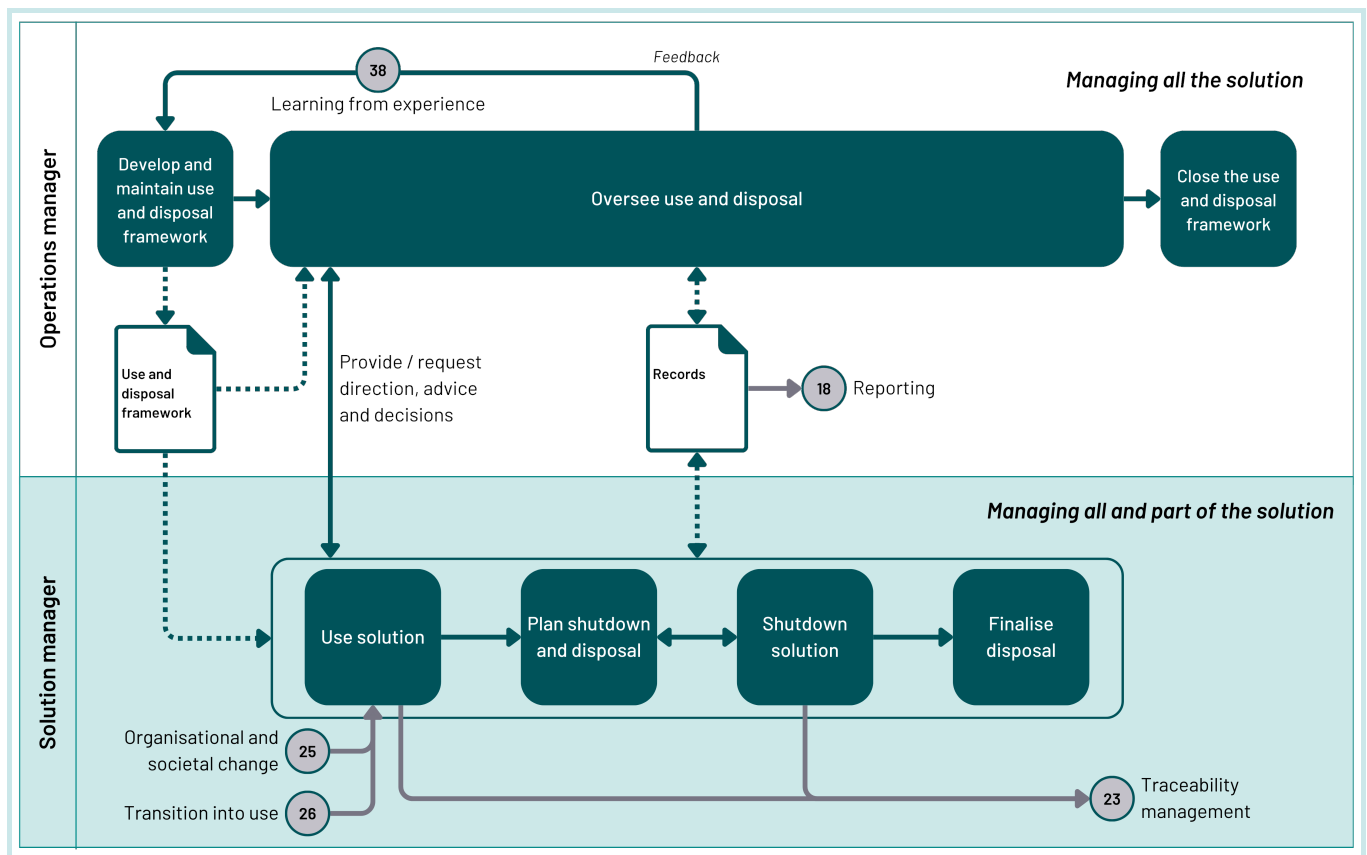 Feedback
38
Managing all the solution
Learning from experience
Operations manager
Develop and
maintain use
and disposal
framework
Oversee use and disposal
Close the use
and disposal
framework
Use and
disposal
framework
Provide / request
direction, advice
and decisions
Records
18
Reporting
Managing all and part of the solution
Solution manager
Use solution
Plan shutdown
and disposal
Shutdown
solution
Finalise
disposal
Organisational and
societal change
25
Transition into use
26
23
Traceability
management